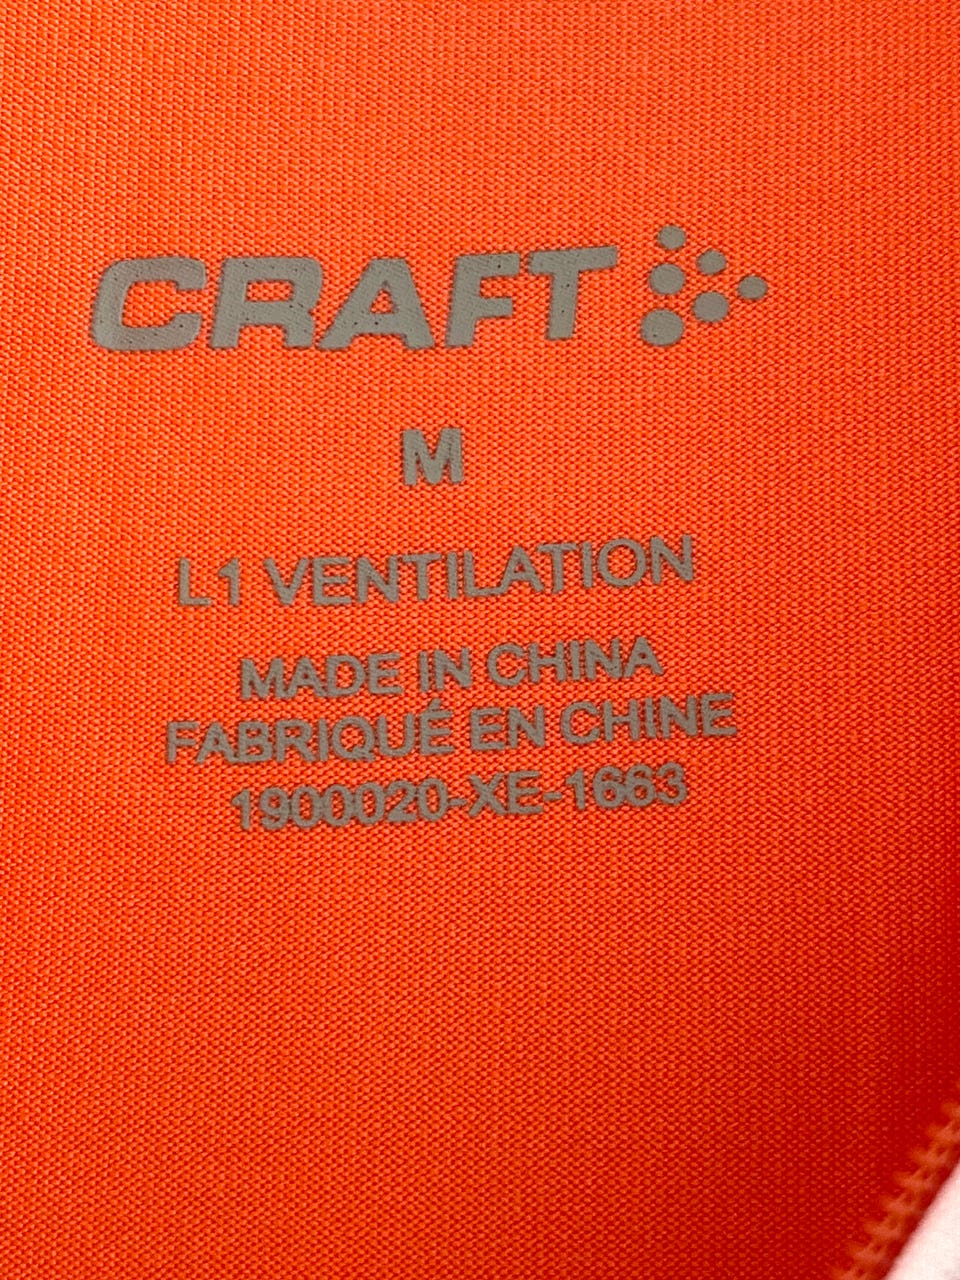 CRAFT
M
L1 VENTILATION
MADE IN CHINA
FABRIQUÉ EN CHINE
1900020-XE-1663